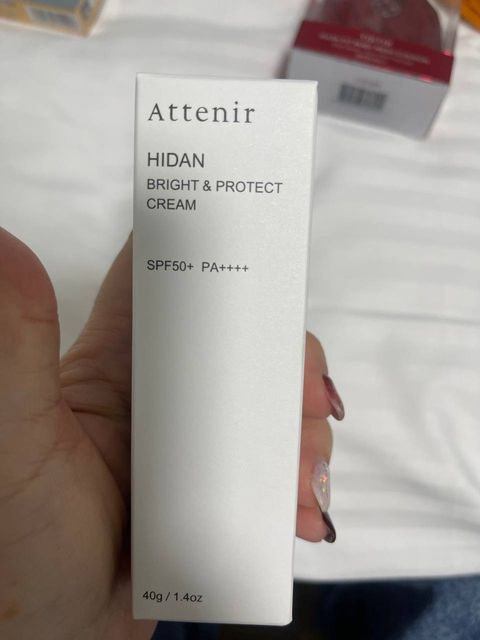 Attenir
HIDAN
BRIGHT & PROTECT
CREAM
SPF50+ PA++++
40g / 1.4oz